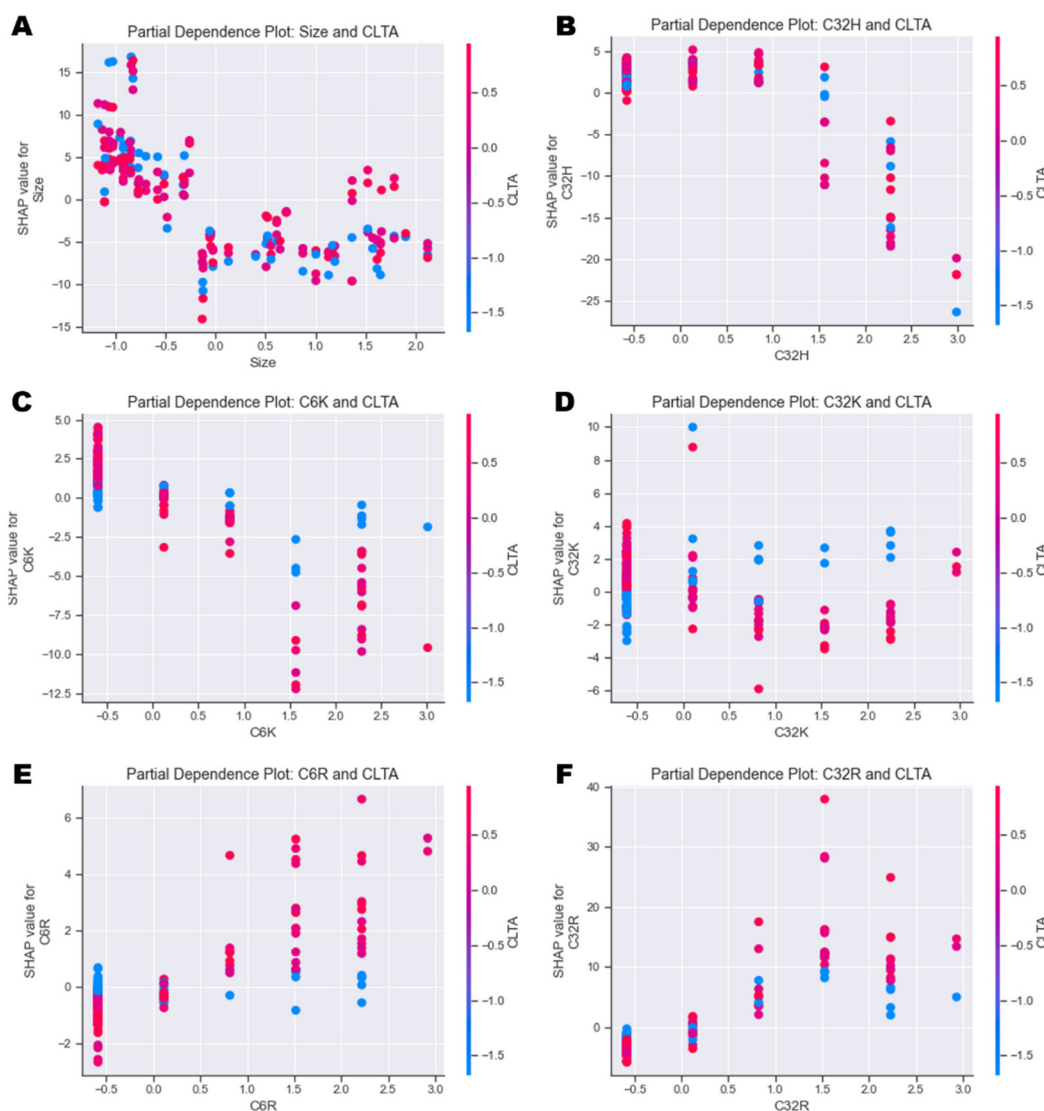 A
Partial Dependence Plot: Size and CLTA
15
10
5
0
−5
−10
−15
SHAP value for
Size
−1.0 −0.5 0.0 0.5 1.0 1.5 2.0
Size
0.5
0.0
−0.5
−1.0
−1.5
CLTA
B
Partial Dependence Plot: C32H and CLTA
5
0
−5
−10
−15
−20
−25
SHAP value for
C32H
−0.5 0.0 0.5 1.0 1.5 2.0 2.5 3.0
C32H
0.5
0.0
−0.5
−1.0
−1.5
CLTA
C
Partial Dependence Plot: C6K and CLTA
5.0
2.5
0.0
−2.5
−5.0
−7.5
−10.0
−12.5
SHAP value for
C6K
−0.5 0.0 0.5 1.0 1.5 2.0 2.5 3.0
C6K
0.5
0.0
−0.5
−1.0
−1.5
CLTA
D
Partial Dependence Plot: C32K and CLTA
10
8
6
4
2
0
−2
−4
−6
SHAP value for
C32K
−0.5 0.0 0.5 1.0 1.5 2.0 2.5 3.0
C32K
0.5
0.0
−0.5
−1.0
−1.5
CLTA
E
Partial Dependence Plot: C6R and CLTA
6
4
2
0
−2
SHAP value for
C6R
−0.5 0.0 0.5 1.0 1.5 2.0 2.5 3.0
C6R
0.5
0.0
−0.5
−1.0
−1.5
CLTA
F
Partial Dependence Plot: C32R and CLTA
40
30
20
10
0
SHAP value for
C32R
−0.5 0.0 0.5 1.0 1.5 2.0 2.5 3.0
C32R
0.5
0.0
−0.5
−1.0
−1.5
CLTA